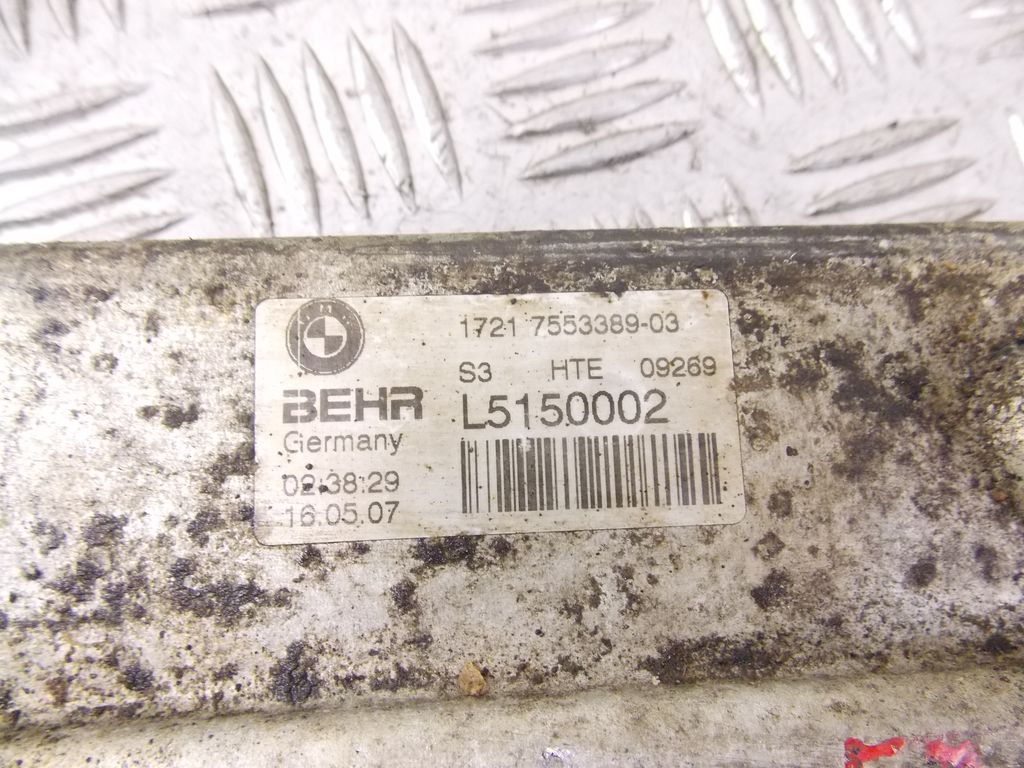 1721 7553389-03
S3 HTE 09269
BEHR
L5150002
Germany
02:38:29
16.05.07